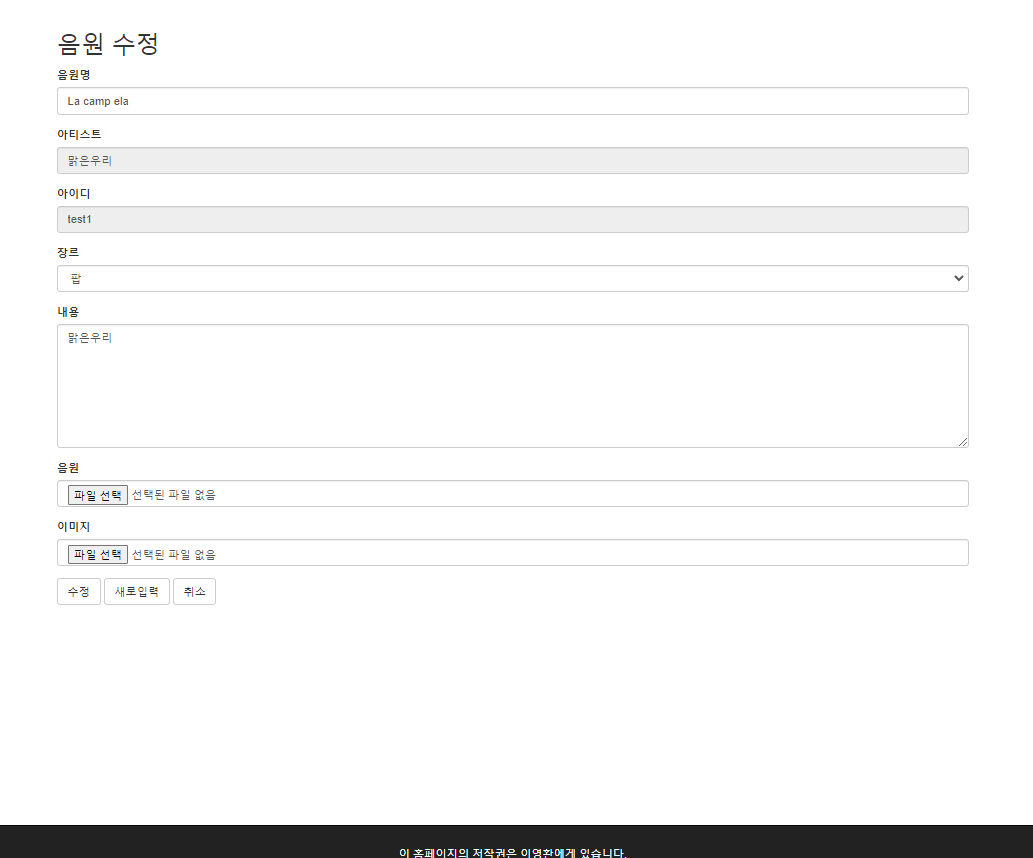 음원 수정
음원명
La camp ela
아티스트
맑은우리
아이디
test1
장르
팝
내용
맑은우리
음원
파일 선택 선택된 파일 없음
이미지
파일 선택 선택된 파일 없음
수정 새로입력 취소
이 홈페이지의 저작권은 이영환에게 있습니다.